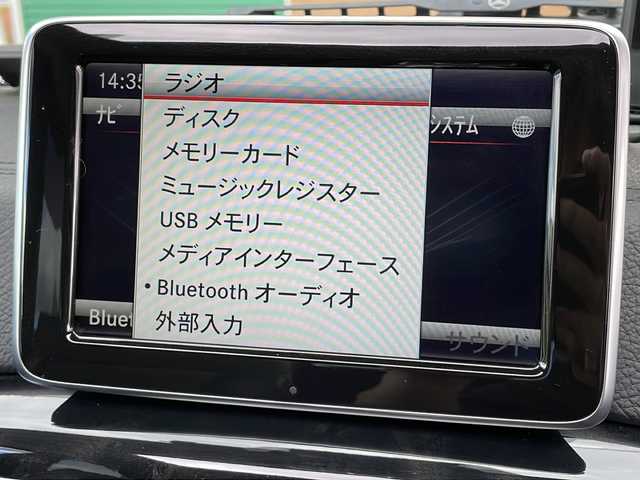 14:35
ラジオ
ナビ
システム
ディスク
メモリーカード
ミュージックレジスター
USB メモリー
メディアインターフェース
• Bluetooth オーディオ
外部入力
Bluet
サウンド